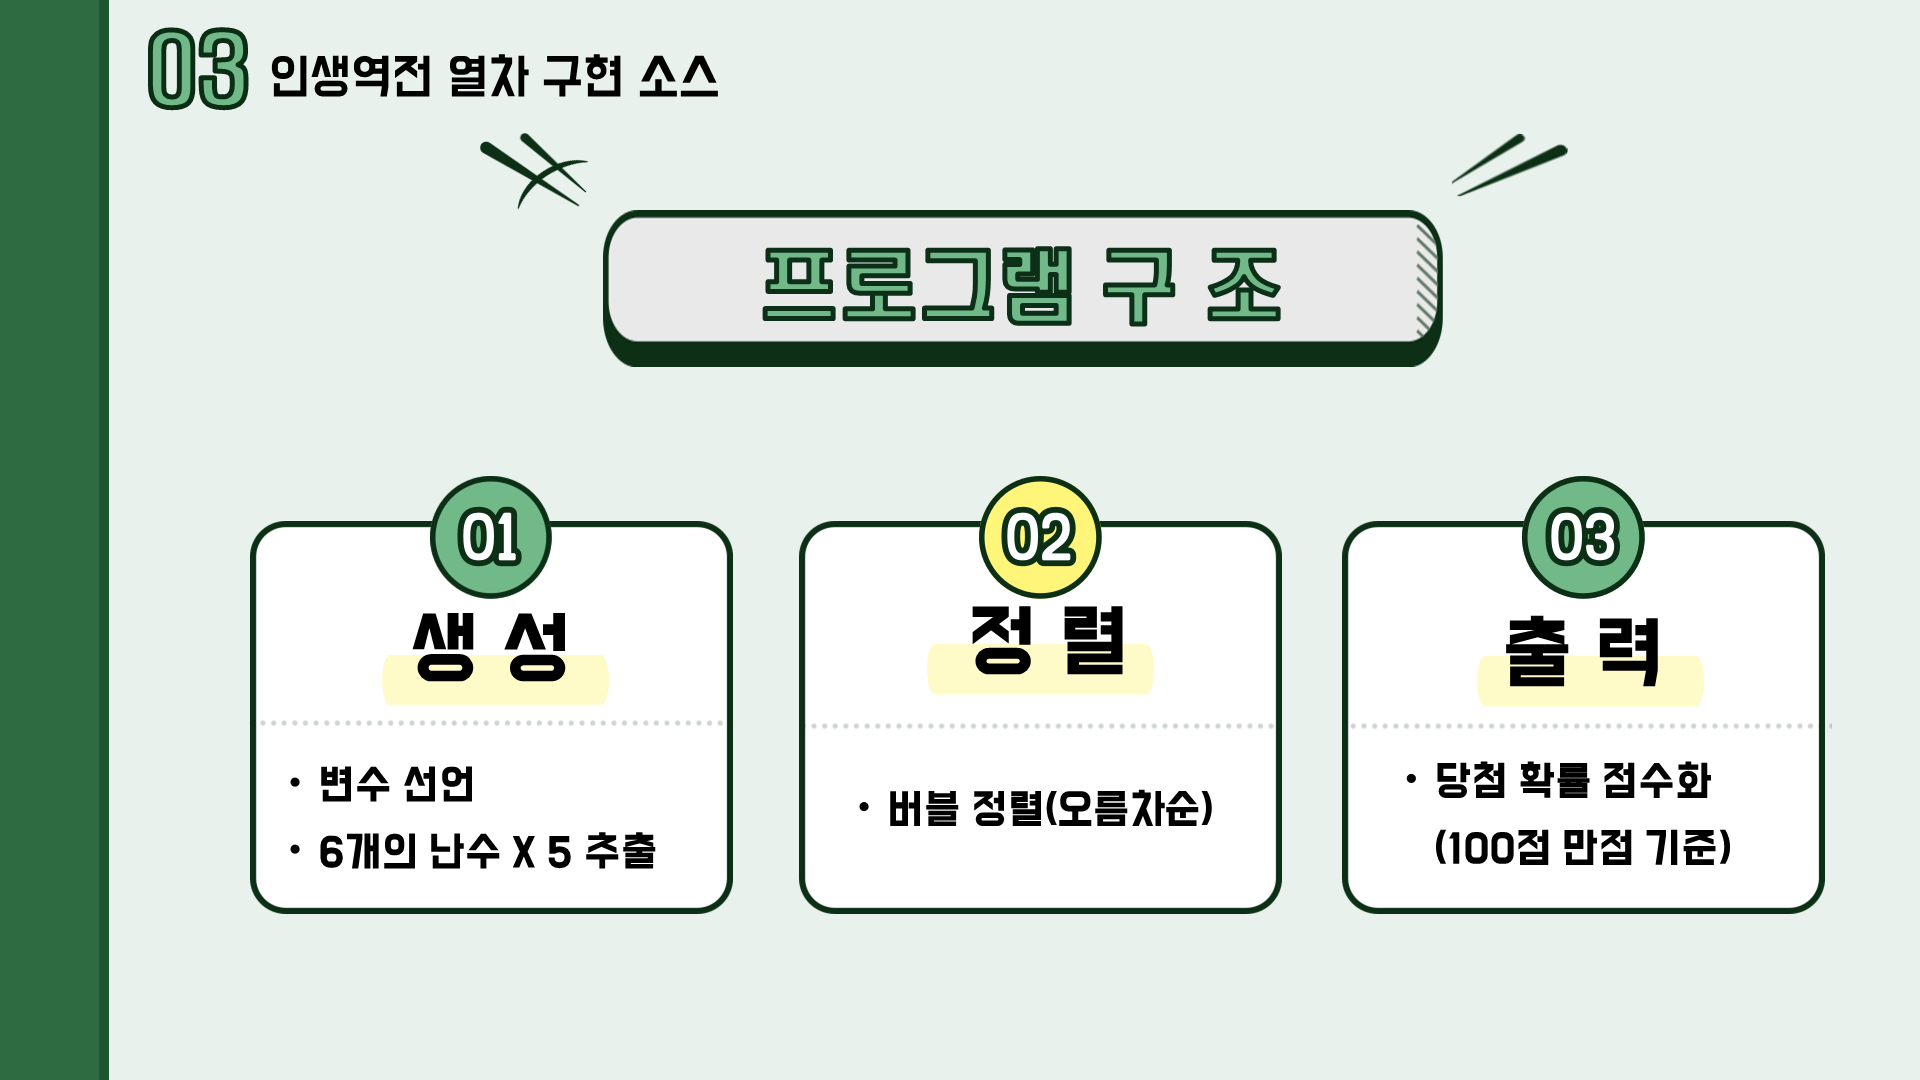 03 인생역전 열차 구현 소스
프로그램 구 조
01
생 성
• 변수 선언
• 6개의 난수 X 5 추출
02
정 렬
• 버블 정렬(오름차순)
03
출 력
• 당첨 확률 점수화
(100점 만점 기준)